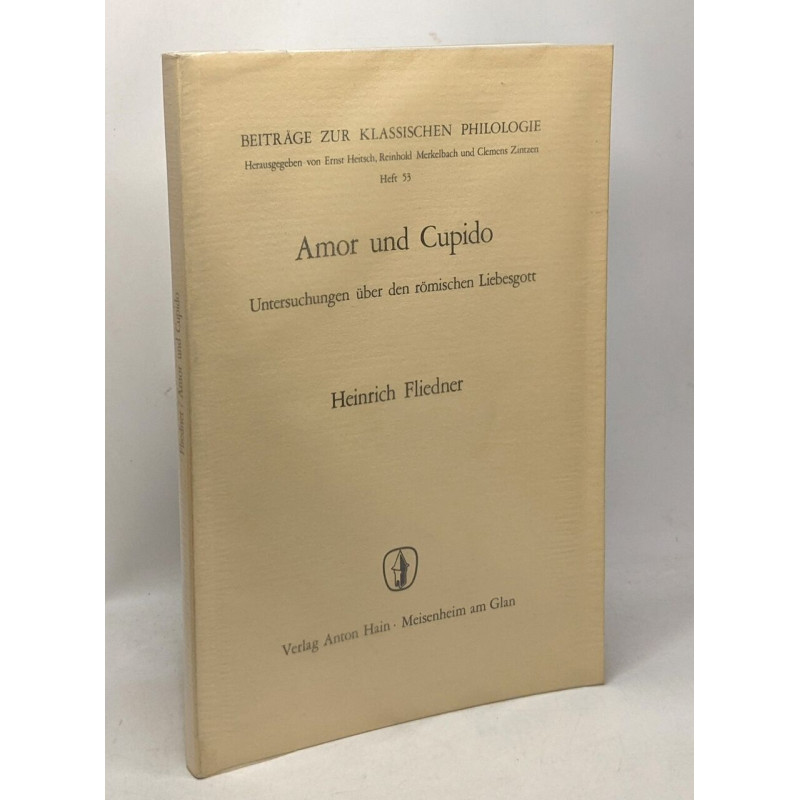 BEITRÄGE ZUR KLASSISCHEN PHILOLOGIE
Herausgegeben von Ernst Heitsch, Reinhold Merkelbach und Clemens Zintzen
Heft 53
Amor und Cupido
Untersuchungen über den römischen Liebesgott
Heinrich Fliedner
Verlag Anton Hain · Meisenheim am Glan
Fliedner / Amor und Cupido